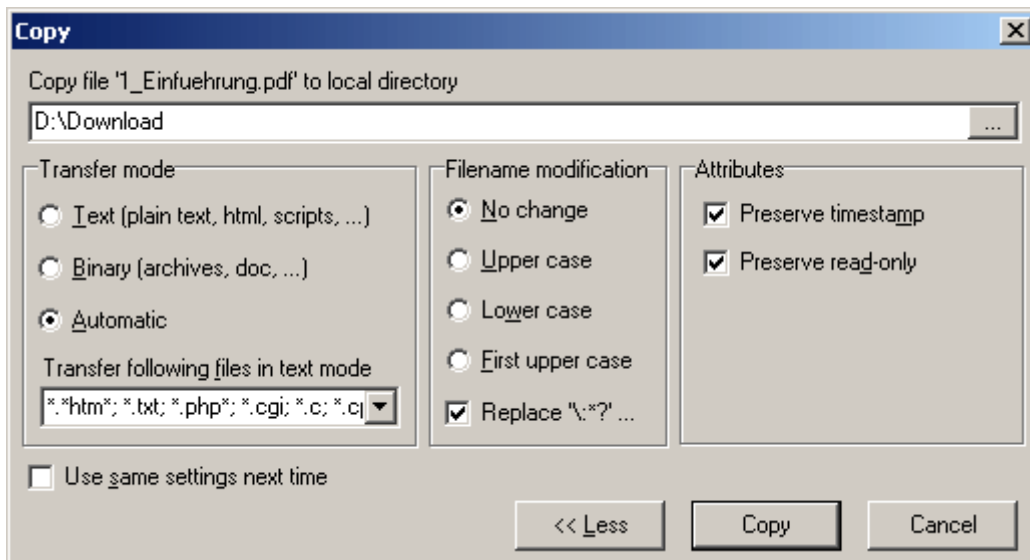 Copy
Copy file '1_Einfuehrung.pdf' to local directory
D:\Download
...
Transfer mode
Text (plain text, html, scripts, ...)
Binary (archives, doc, ...)
Automatic
Transfer following files in text mode
*.*htm*; *.txt; *.php*; *.cgi; *.c; *.c
Filename modification
No change
Upper case
Lower case
First upper case
Replace '\:*?' ...
Attributes
Preserve timestamp
Preserve read-only
Use same settings next time
<< Less
Copy
Cancel